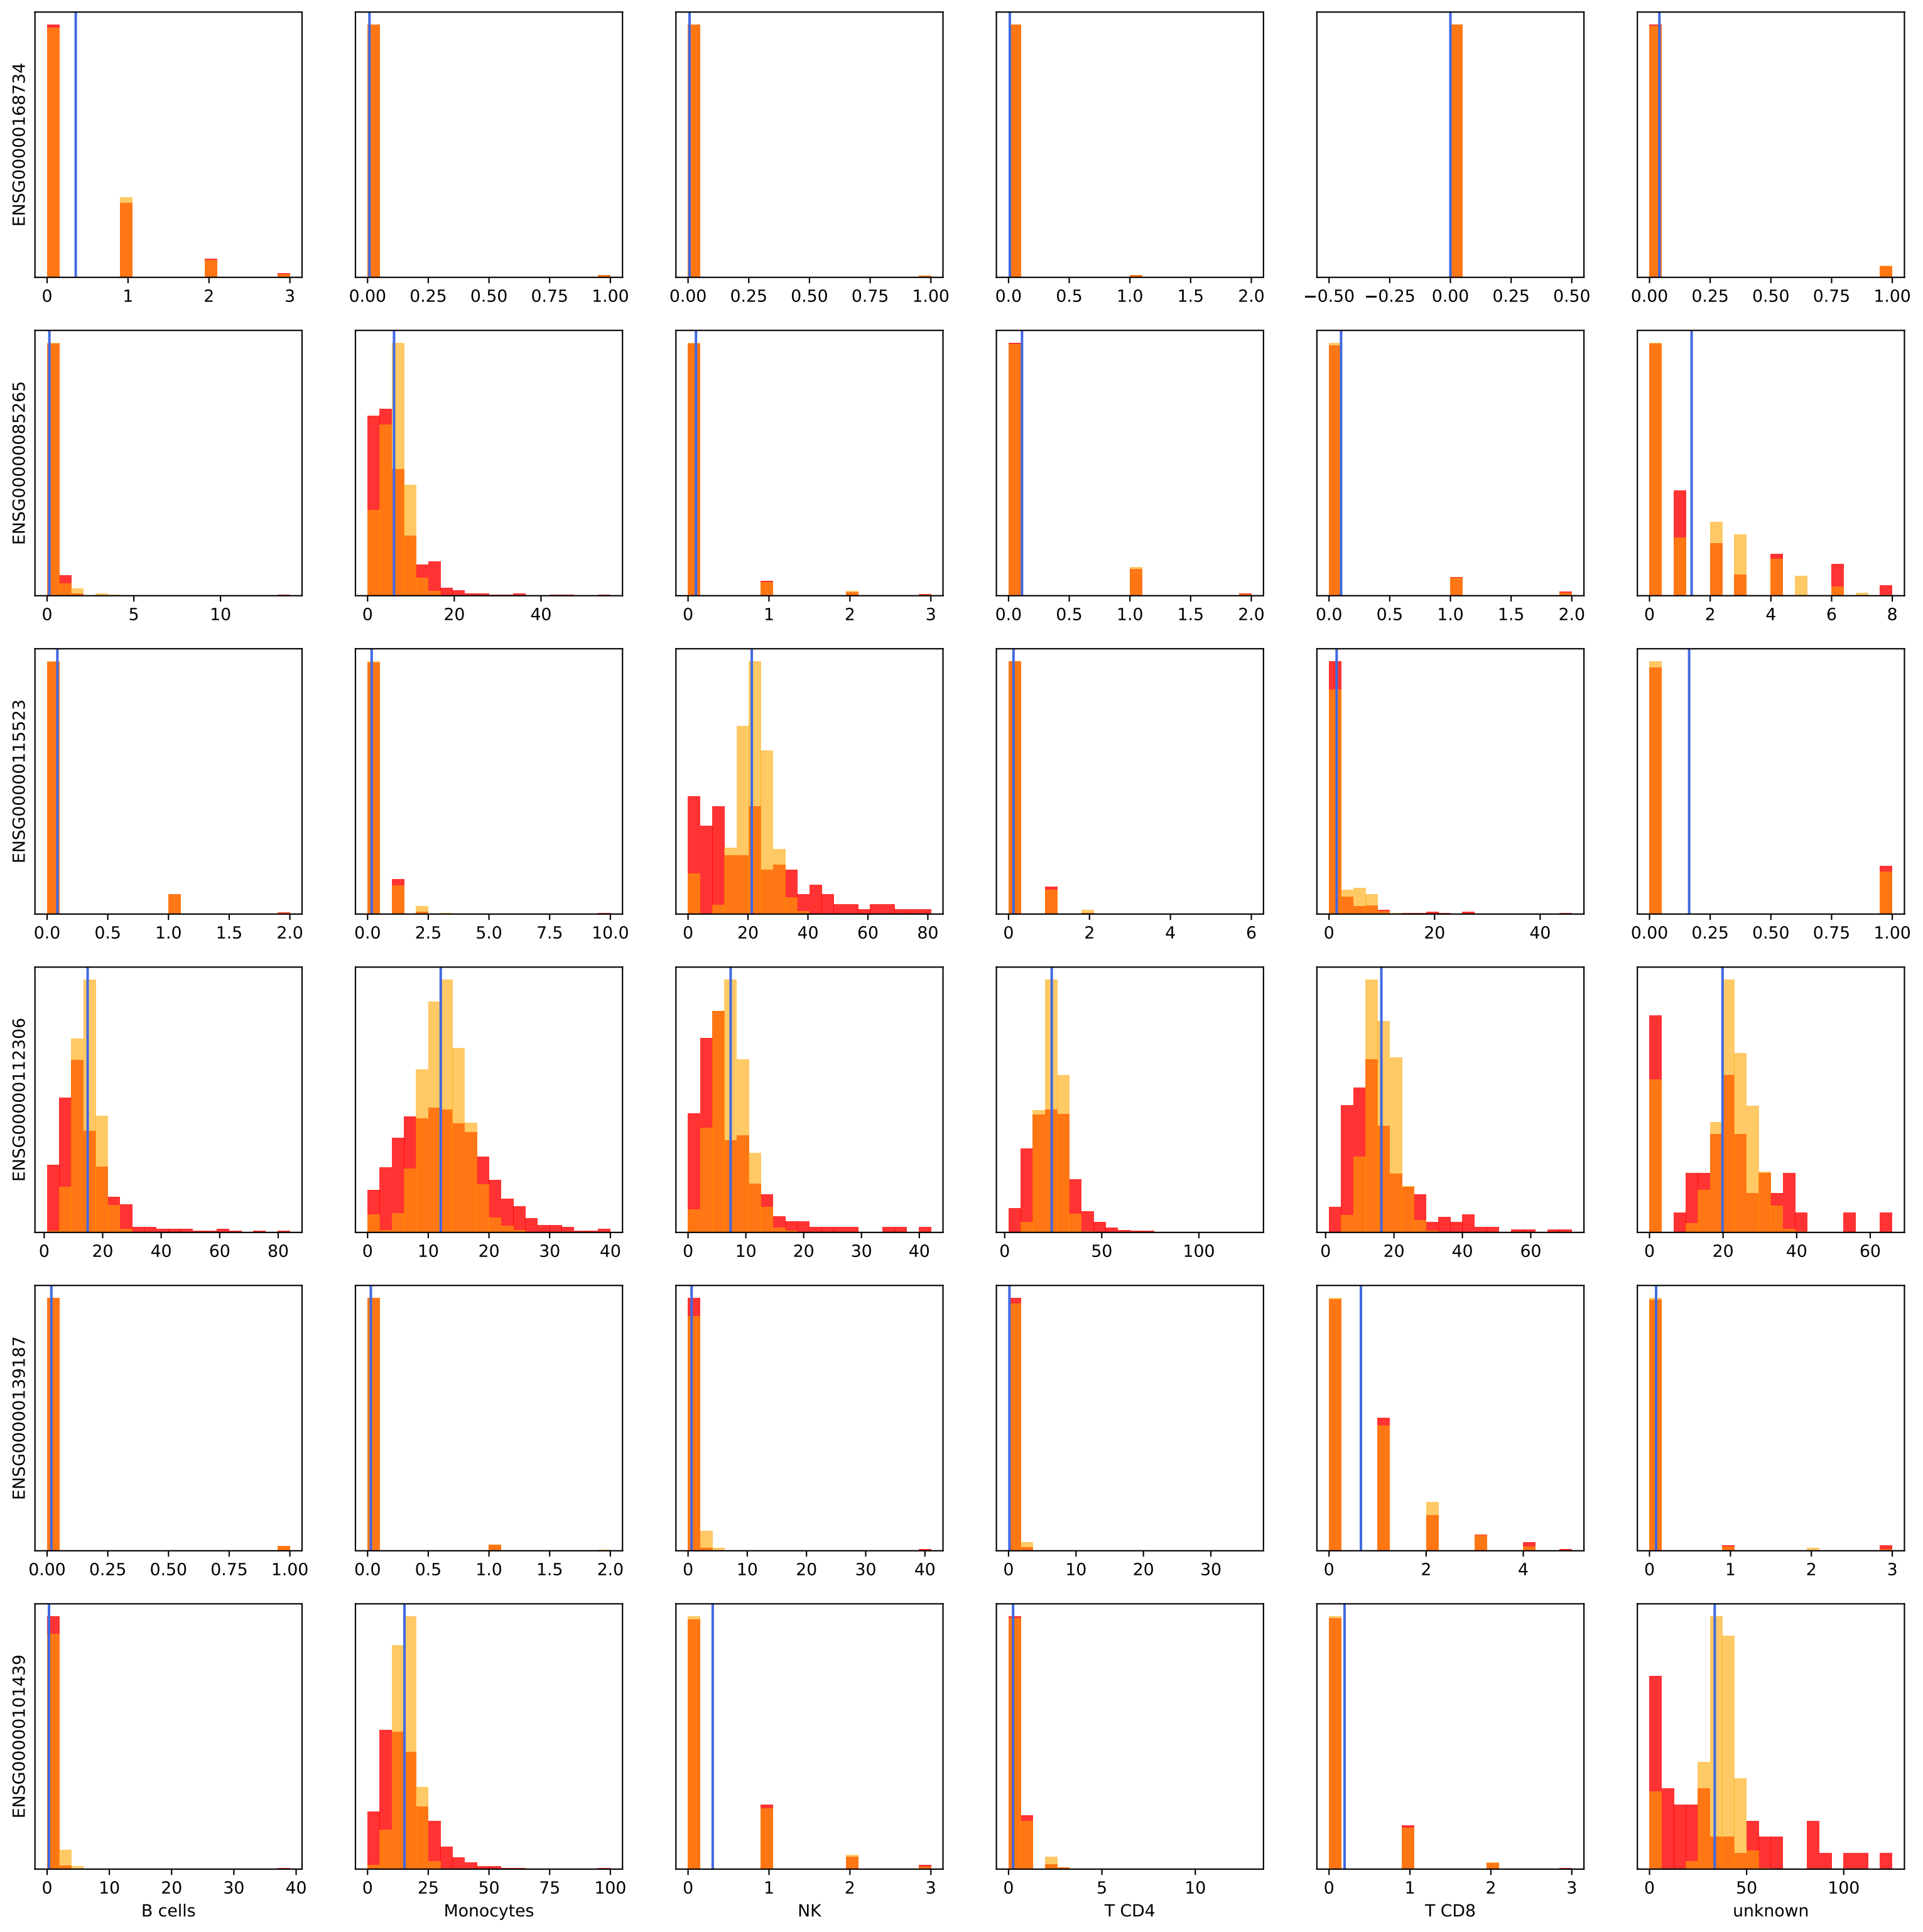 ENSG00000168734
0 1 2 3
0.00 0.25 0.50 0.75 1.00
0.00 0.25 0.50 0.75 1.00
0.0 0.5 1.0 1.5 2.0
−0.50 −0.25 0.00 0.25 0.50
0.00 0.25 0.50 0.75 1.00
ENSG00000085265
0 5 10
0 20 40
0 1 2 3
0.0 0.5 1.0 1.5 2.0
0.0 0.5 1.0 1.5 2.0
0 2 4 6 8
ENSG00000115523
0.0 0.5 1.0 1.5 2.0
0.0 2.5 5.0 7.5 10.0
0 20 40 60 80
0 2 4 6
0 20 40
0.00 0.25 0.50 0.75 1.00
ENSG00000112306
0 20 40 60 80
0 10 20 30 40
0 10 20 30 40
0 50 100
0 20 40 60
0 20 40 60
ENSG00000139187
0.00 0.25 0.50 0.75 1.00
0.0 0.5 1.0 1.5 2.0
0 10 20 30 40
0 10 20 30
0 2 4
0 1 2 3
ENSG00000101439
0 10 20 30 40
0 25 50 75 100
0 1 2 3
0 5 10
0 1 2 3
0 50 100
B cells
Monocytes
NK
T CD4
T CD8
unknown